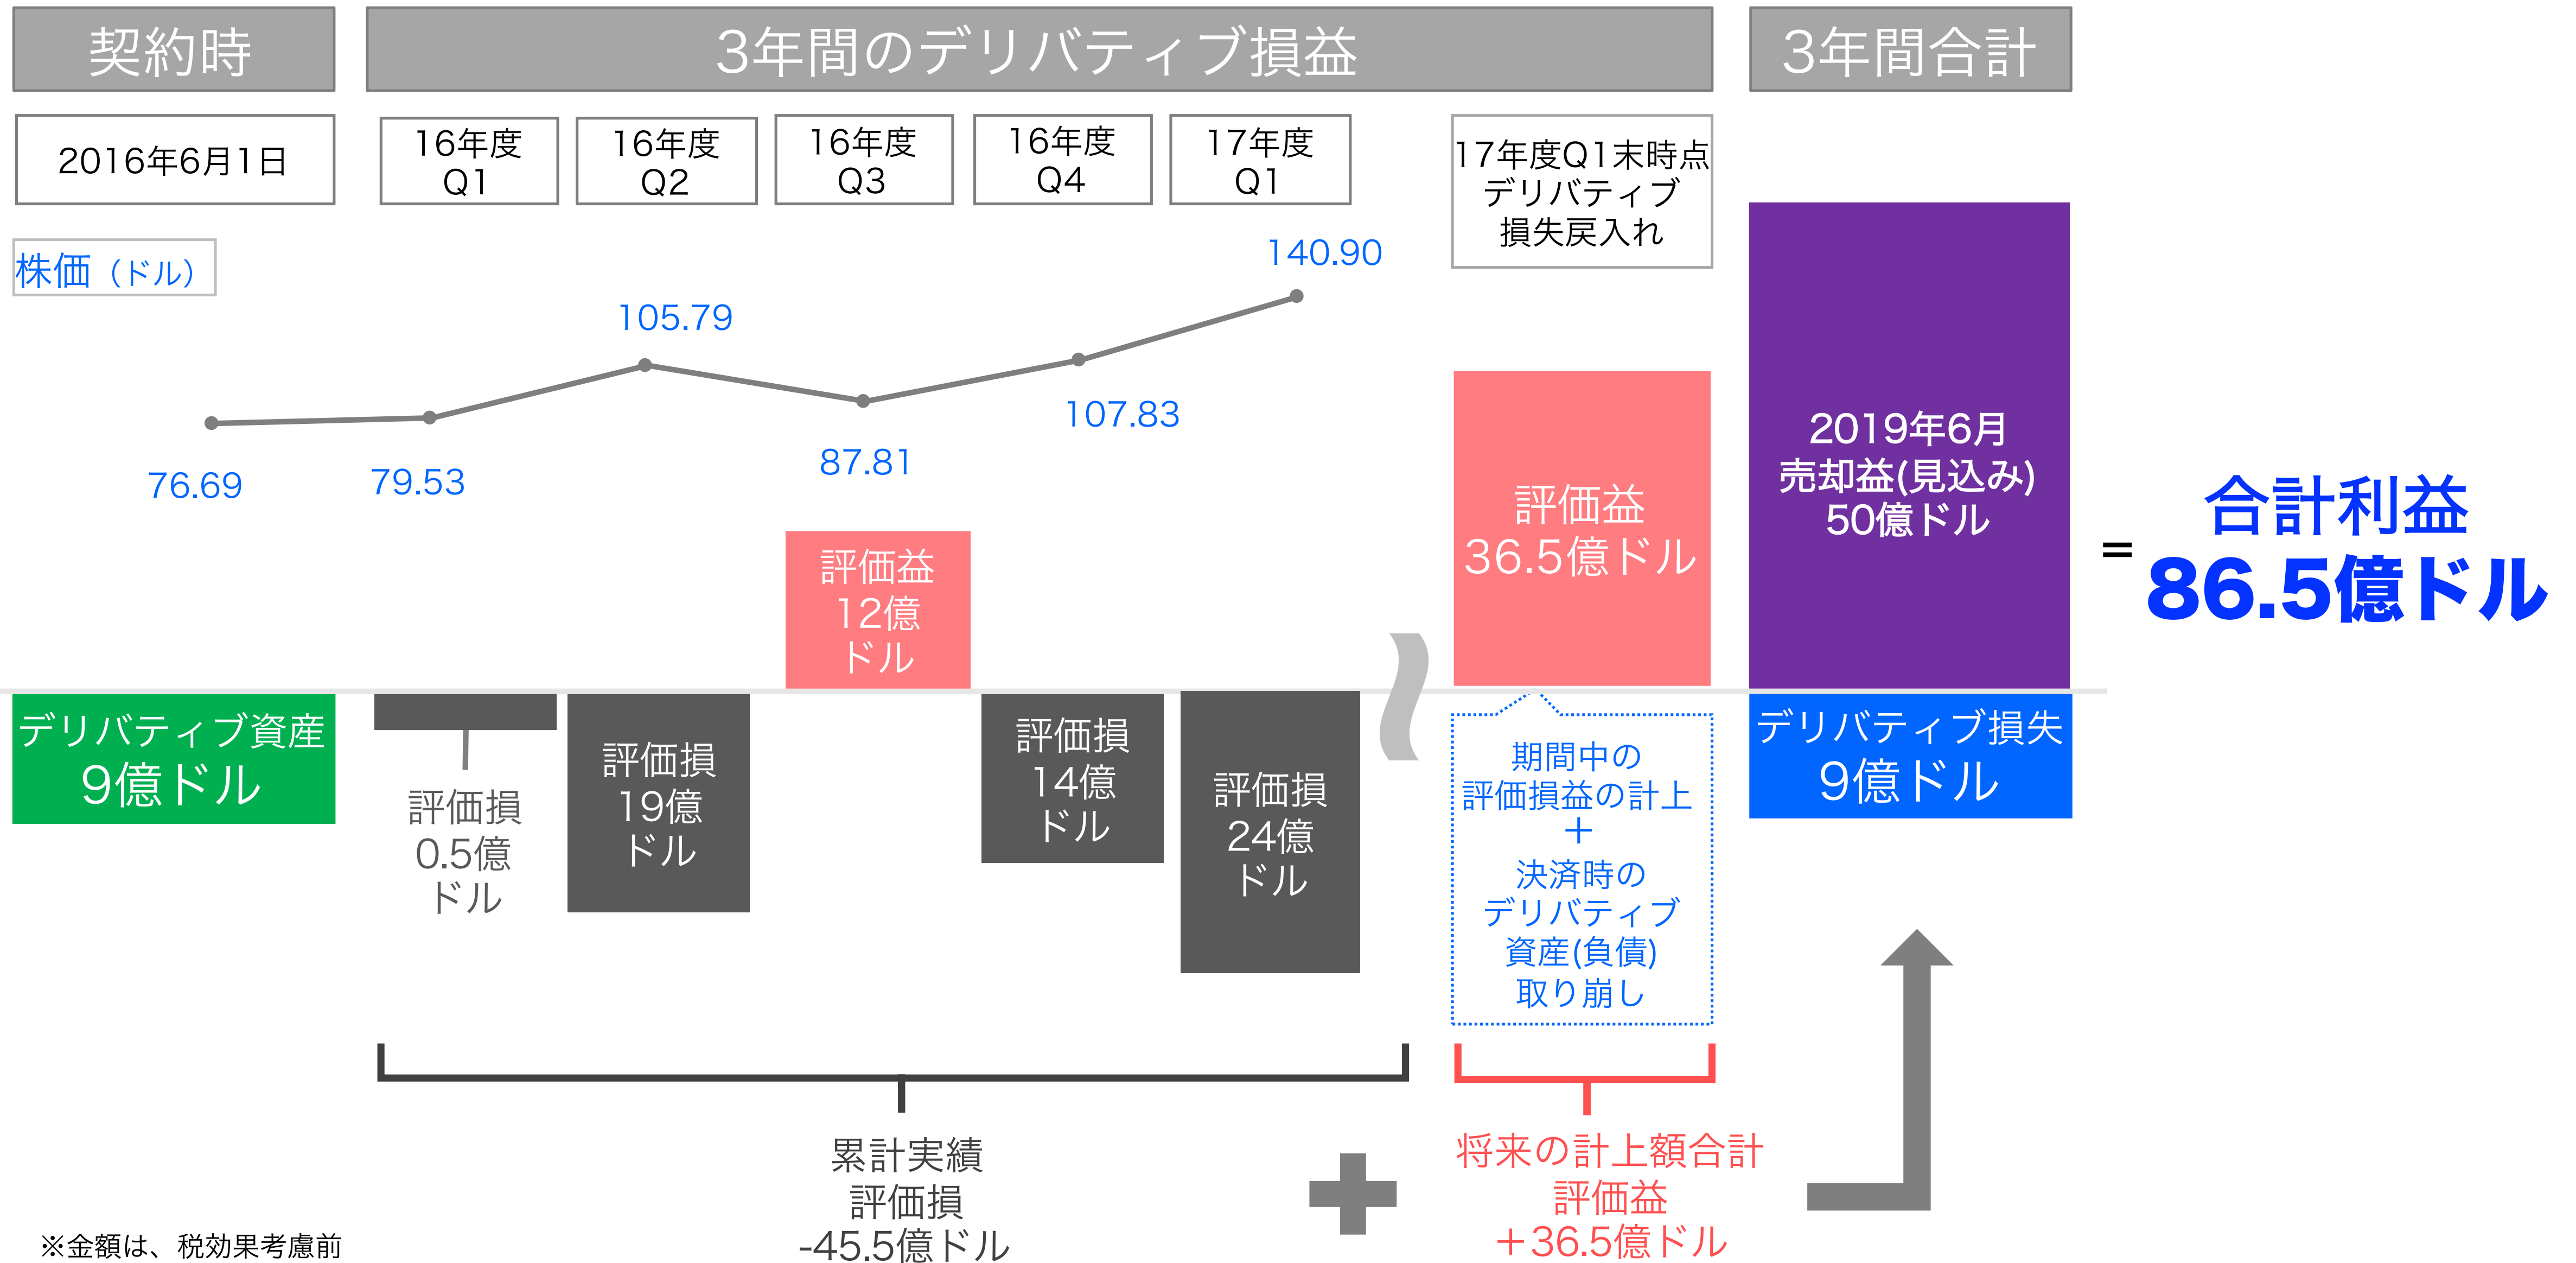 契約時
3年間のデリバティブ損益
3年間合計
2016年6月1日
16年度
Q1
16年度
Q2
16年度
Q3
16年度
Q4
17年度
Q1
17年度Q1末時点
デリバティブ
損失戻入れ
株価（ドル）
76.69
79.53
105.79
87.81
107.83
140.90
評価益
12億
ドル
評価益
36.5億ドル
2019年6月
売却益(見込み)
50億ドル
=
合計利益
86.5億ドル
デリバティブ資産
9億ドル
評価損
0.5億
ドル
評価損
19億
ドル
評価損
14億
ドル
評価損
24億
ドル
期間中の
評価損益の計上
＋
決済時の
デリバティブ
資産(負債)
取り崩し
デリバティブ損失
9億ドル
累計実績
評価損
-45.5億ドル
将来の計上額合計
評価益
＋36.5億ドル
※金額は、税効果考慮前